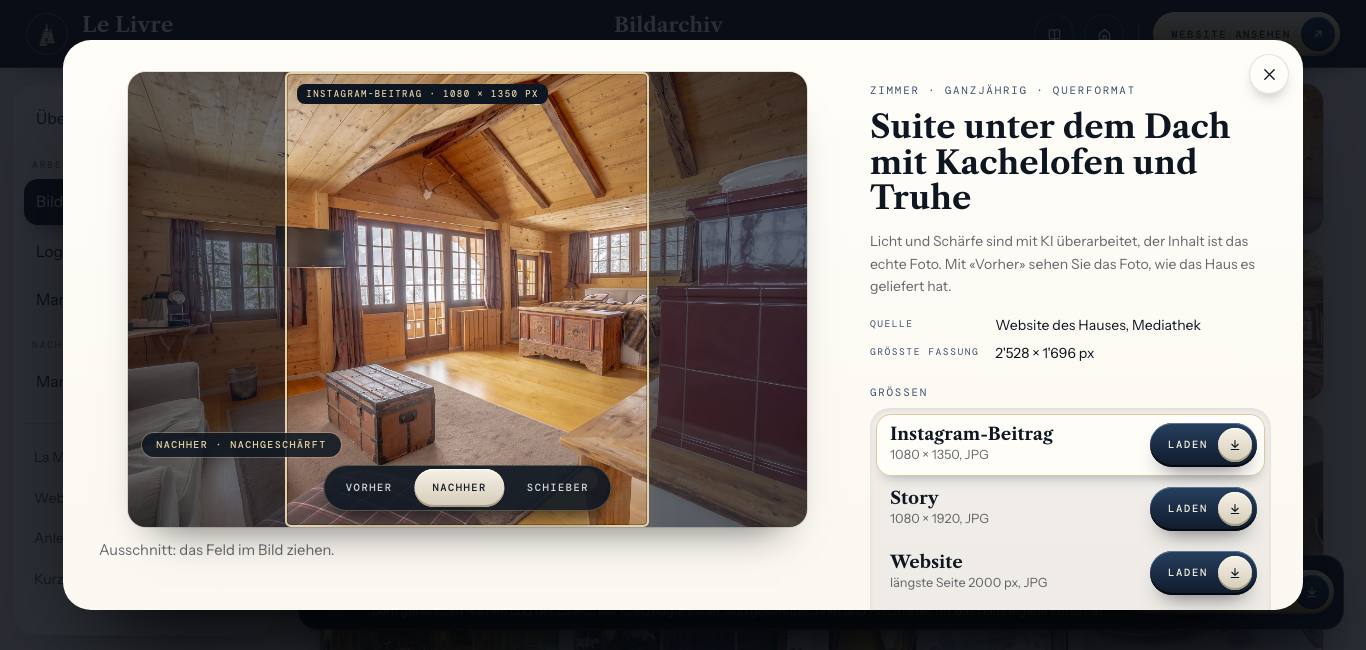 Le Livre
Bildarchiv
WEBSITE ANSEHEN
INSTAGRAM-BEITRAG · 1080 × 1350 PX
NACHHER · NACHGESCHÄRFT
VORHER
NACHHER
SCHIEBER
Ausschnitt: das Feld im Bild ziehen.
ZIMMER · GANZJÄHRIG · QUERFORMAT
Suite unter dem Dach
mit Kachelofen und
Truhe
Licht und Schärfe sind mit KI überarbeitet, der Inhalt ist das
echte Foto. Mit «Vorher» sehen Sie das Foto, wie das Haus es
geliefert hat.
QUELLE
Website des Hauses, Mediathek
GRÖSSTE FASSUNG
2'528 × 1'696 px
GRÖSSEN
Instagram-Beitrag
1080 × 1350, JPG
LADEN
Story
1080 × 1920, JPG
LADEN
Website
längste Seite 2000 px, JPG
LADEN